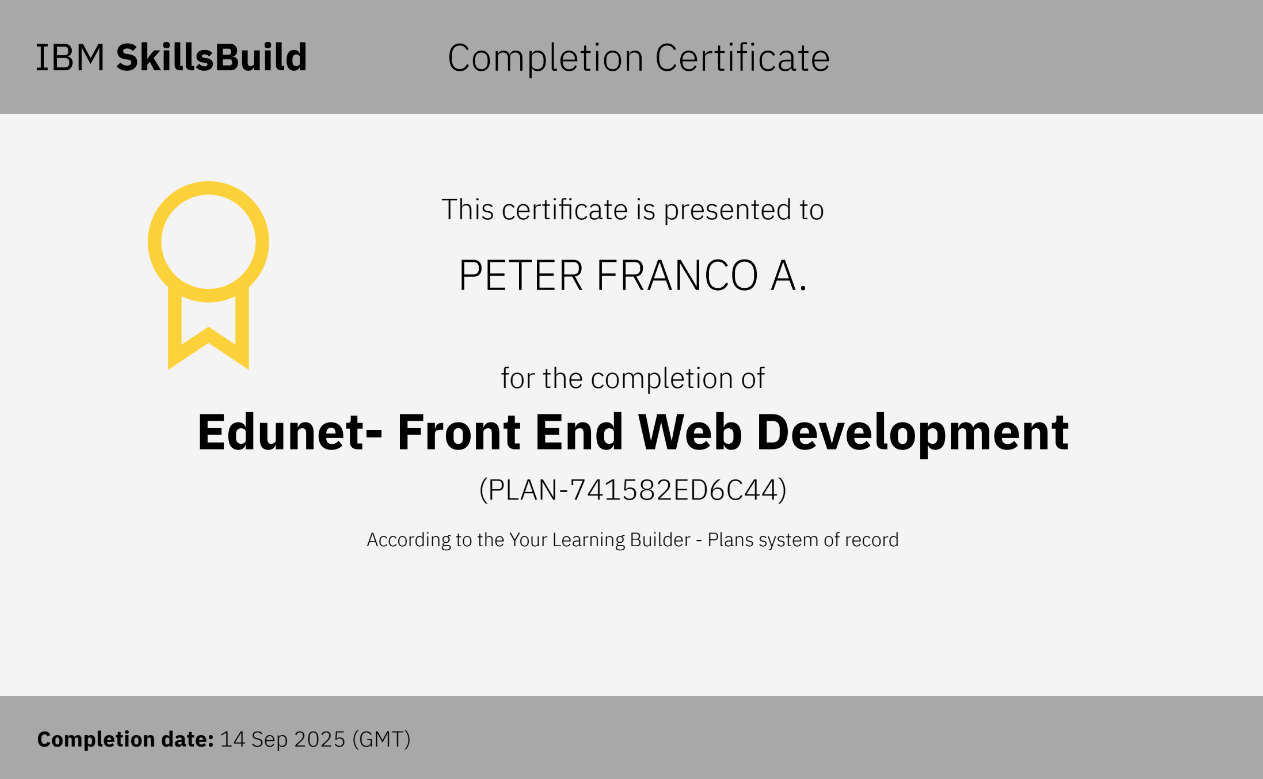 IBM SkillsBuild
Completion Certificate
This certificate is presented to
PETER FRANCO A.
for the completion of
Edunet- Front End Web Development
(PLAN-741582ED6C44)
According to the Your Learning Builder - Plans system of record
Completion date: 14 Sep 2025 (GMT)